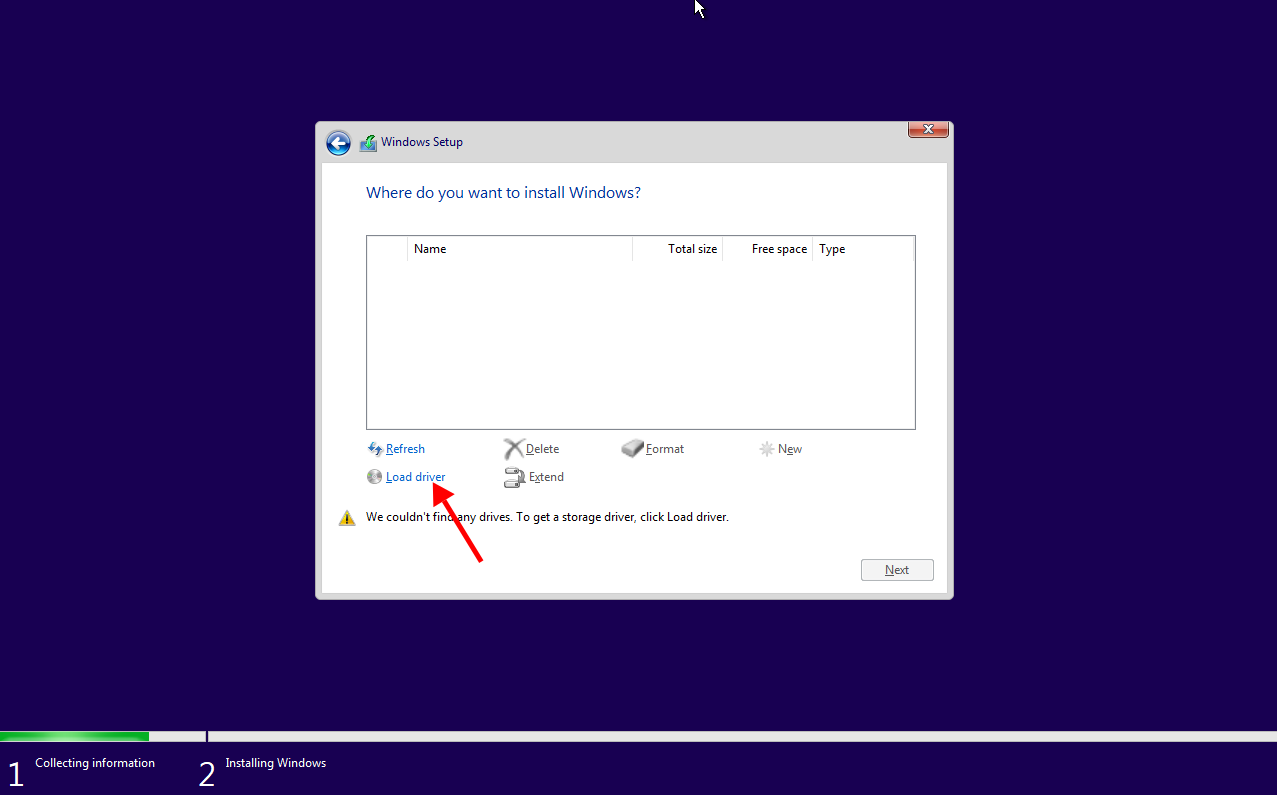 Windows Setup
Where do you want to install Windows?
Name Total size Free space Type
Refresh Delete Format New
Load driver Extend
We couldn't find any drives. To get a storage driver, click Load driver.
Next
1 Collecting information 2 Installing Windows